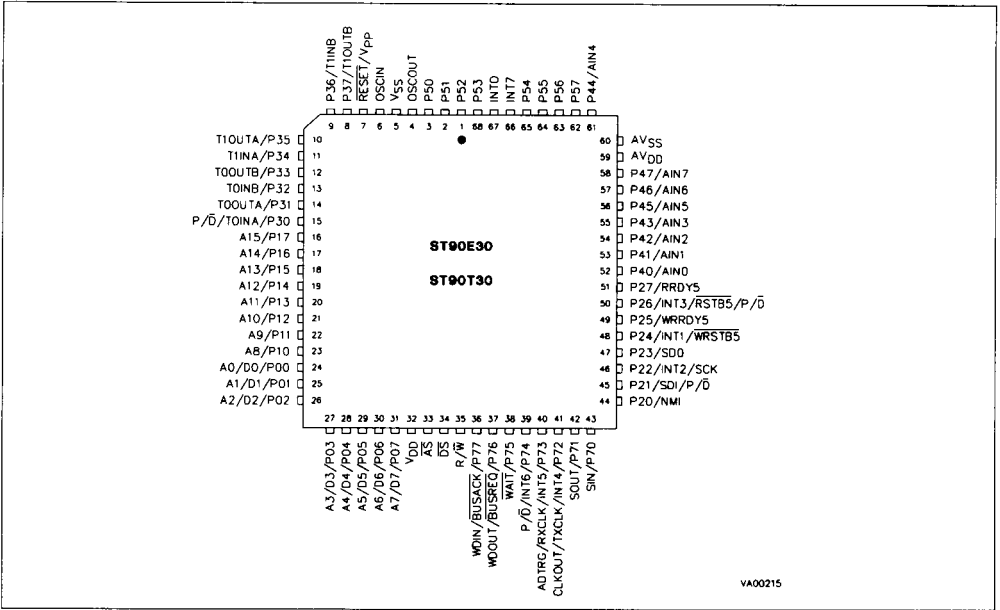 P36/T1INB
P37/T1OUTB
R̅E̅S̅E̅T̅/VPP
OSCIN
VSS
OSCOUT
P50
P51
P52
P53
INT0
INT7
P54
P55
P56
P57
P44/AIN4
9 8 7 6 5 4 3 2 1 68 67 66 65 64 63 62 61
T1OUTA/P35 10
T1INA/P34 11
T0OUTB/P33 12
T0INB/P32 13
T0OUTA/P31 14
P/D̅/T0INA/P30 15
A15/P17 16
A14/P16 17
A13/P15 18
A12/P14 19
A11/P13 20
A10/P12 21
A9/P11 22
A8/P10 23
A0/D0/P00 24
A1/D1/P01 25
A2/D2/P02 26
ST90E30
ST90T30
60 AVSS
59 AVDD
58 P47/AIN7
57 P46/AIN6
56 P45/AIN5
55 P43/AIN3
54 P42/AIN2
53 P41/AIN1
52 P40/AIN0
51 P27/RRDY5
50 P26/INT3/R̅S̅T̅B̅5̅/P/D̅
49 P25/WRRDY5
48 P24/INT1/W̅R̅S̅T̅B̅5̅
47 P23/SDO
46 P22/INT2/SCK
45 P21/SDI/P/D̅
44 P20/NMI
27 28 29 30 31 32 33 34 35 36 37 38 39 40 41 42 43
A3/D3/P03
A4/D4/P04
A5/D5/P05
A6/D6/P06
A7/D7/P07
VDD
A̅S̅
D̅S̅
R/W̅
WDIN/B̅U̅S̅A̅C̅K̅/P77
WDOUT/B̅U̅S̅R̅E̅Q̅/P76
W̅A̅I̅T̅/P75
P/D̅/INT6/P74
ADTRG/RXCLK/INT5/P73
CLKOUT/TXCLK/INT4/P72
SOUT/P71
SIN/P70
VA00215